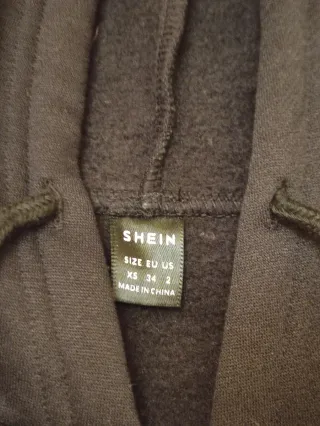 SHEIN
SIZE EU US
XS 34 2
MADE IN CHINA